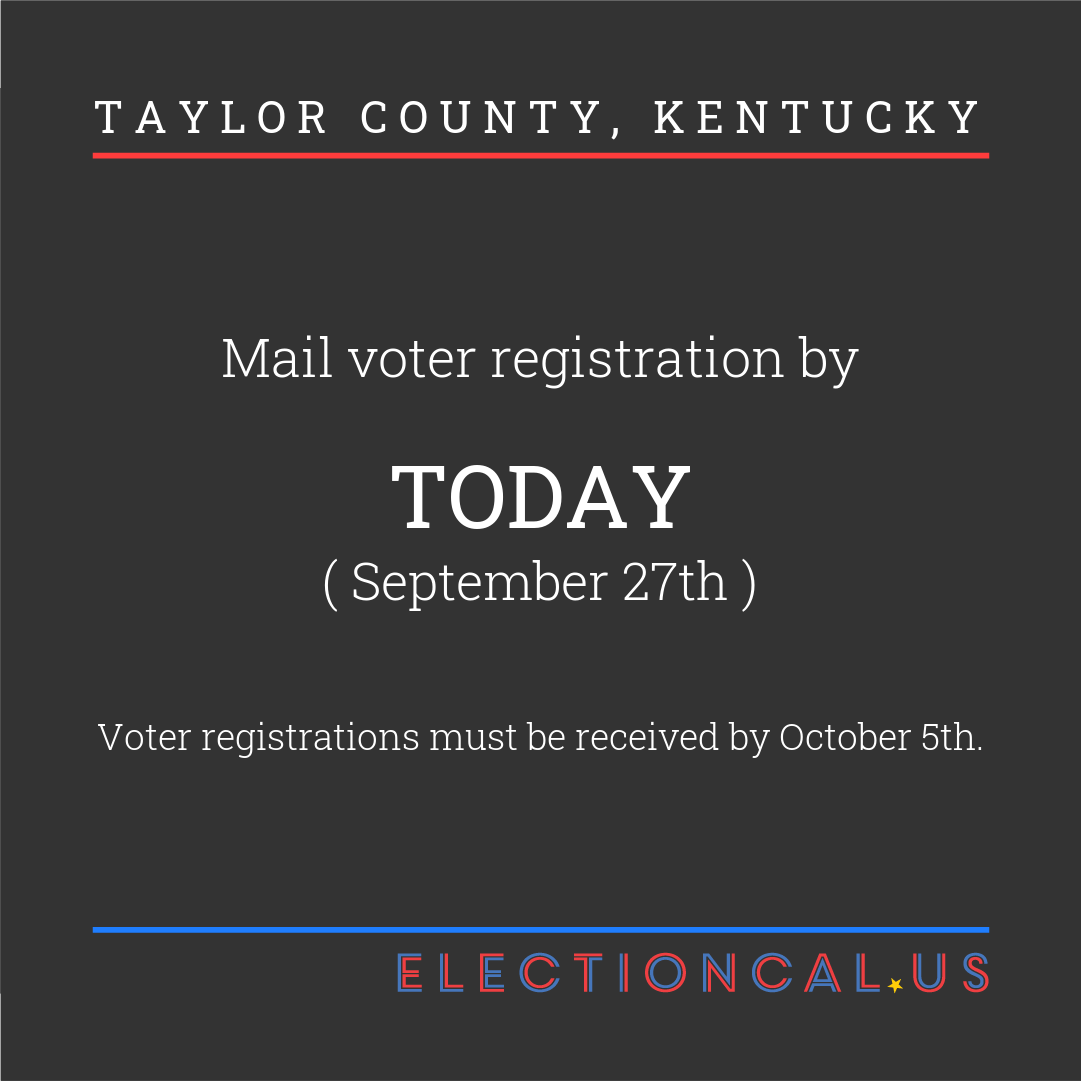 TAYLOR COUNTY, KENTUCKY
Mail voter registration by
TODAY
( September 27th )
Voter registrations must be received by October 5th.
ELECTIONCAL.US